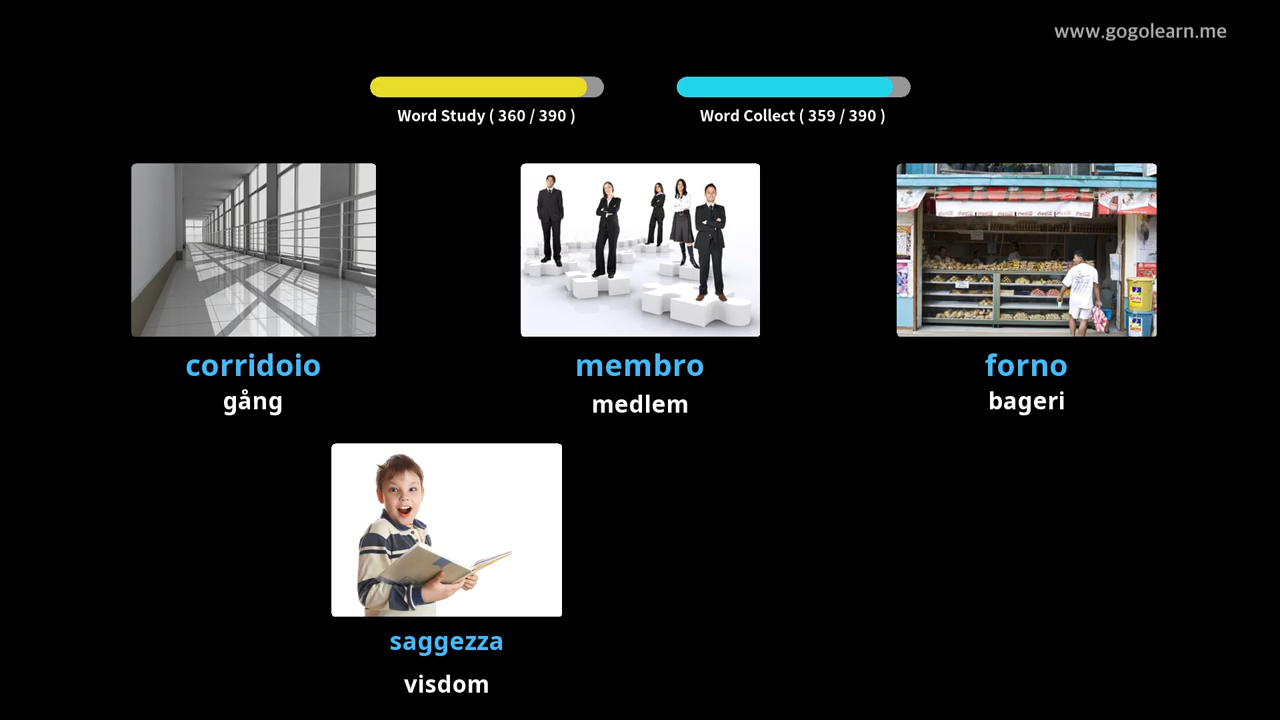 www.gogolearn.me
Word Study ( 360 / 390 )
Word Collect ( 359 / 390 )
corridoio
gång
membro
medlem
forno
bageri
saggezza
visdom